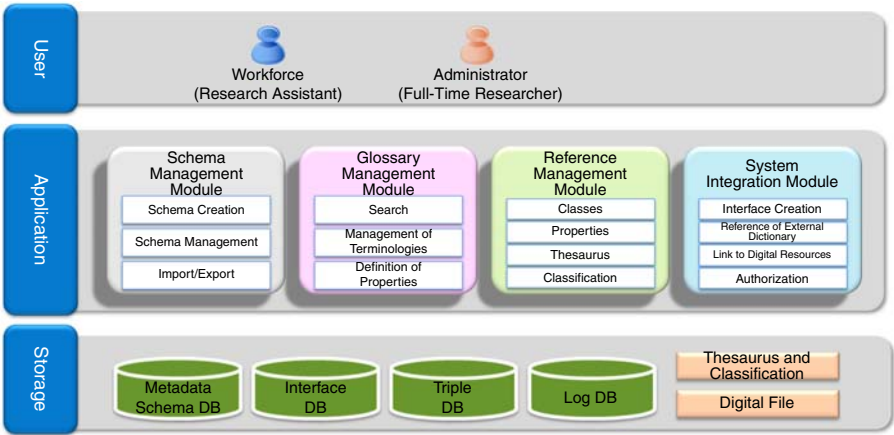 User
Workforce
(Research Assistant)
Administrator
(Full-Time Researcher)
Application
Schema
Management
Module
Schema Creation
Schema Management
Import/Export
Glossary
Management
Module
Search
Management of
Terminologies
Definition of
Properties
Reference
Management
Module
Classes
Properties
Thesaurus
Classification
System
Integration Module
Interface Creation
Reference of External
Dictionary
Link to Digital Resources
Authorization
Storage
Metadata
Schema DB
Interface
DB
Triple
DB
Log DB
Thesaurus and
Classification
Digital File